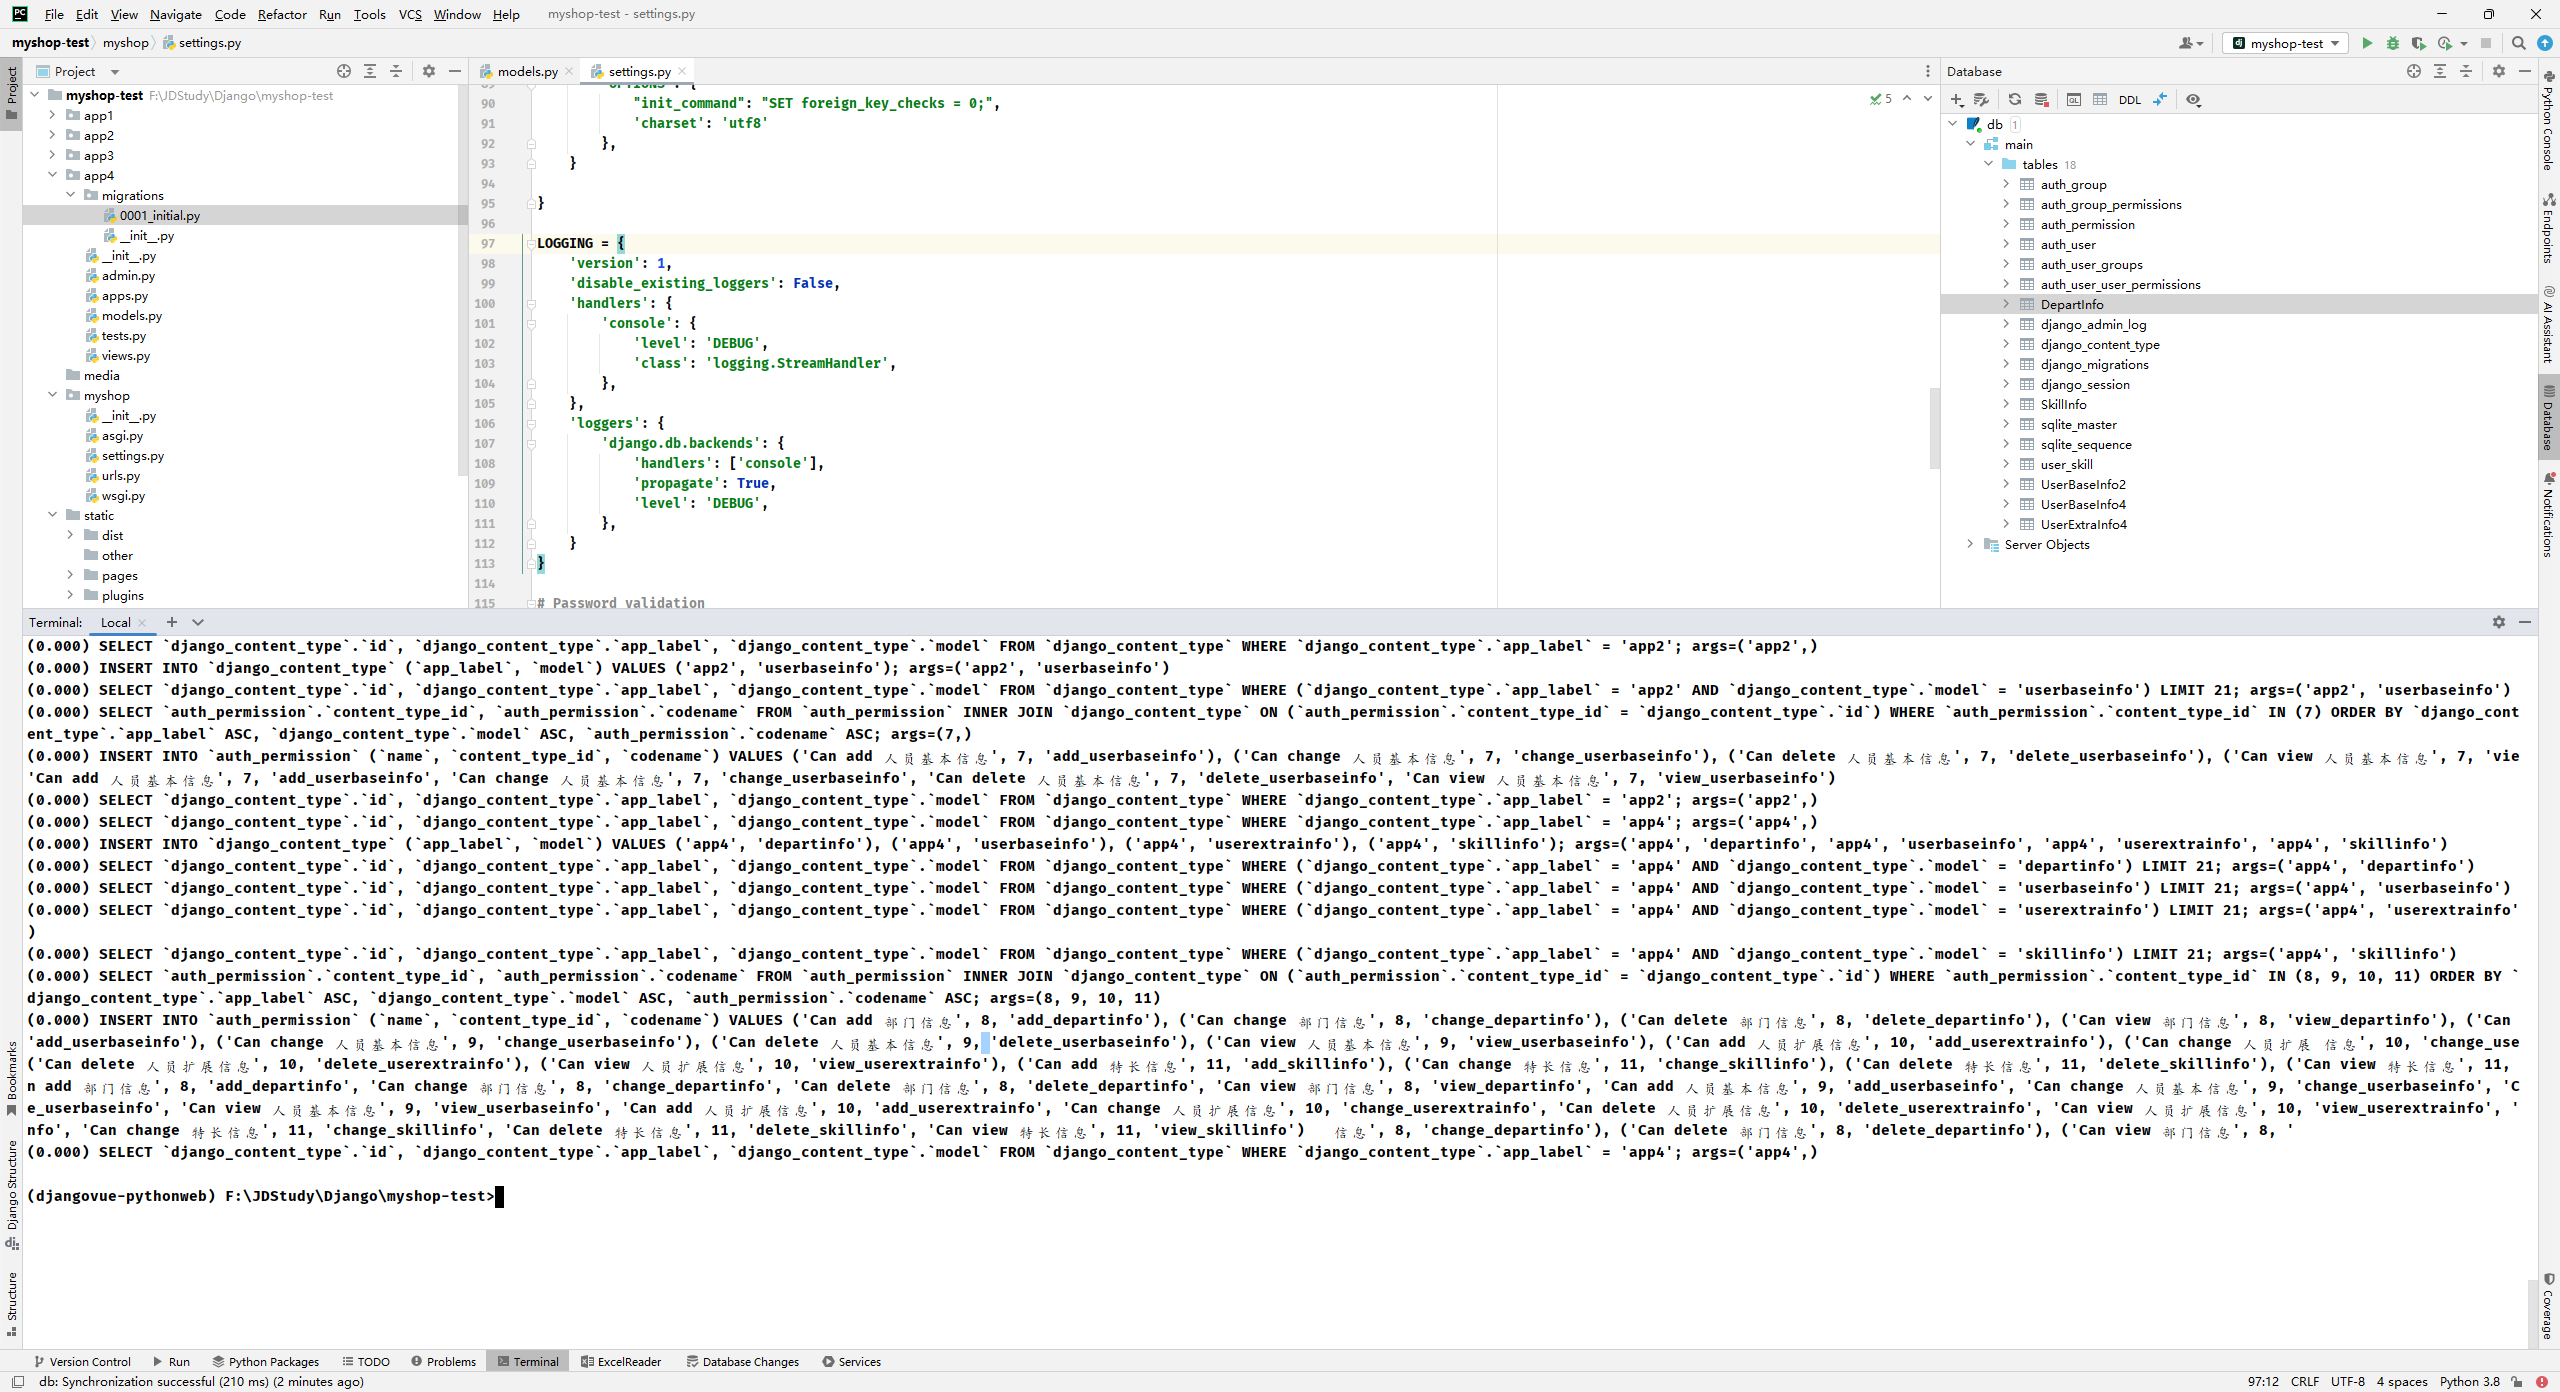 File Edit View Navigate Code Refactor Run Tools VCS Window Help myshop-test - settings.py
myshop-test myshop settings.py
myshop-test
Project
models.py
settings.py
Database
myshop-test F:\JDStudy\Django\myshop-test
app1
app2
app3
app4
migrations
0001_initial.py
__init__.py
__init__.py
admin.py
apps.py
models.py
tests.py
views.py
media
myshop
__init__.py
asgi.py
settings.py
urls.py
wsgi.py
static
dist
other
pages
plugins
90 "init_command": "SET foreign_key_checks = 0;",
91 'charset': 'utf8'
92 },
93 }
94
95 }
96
97 LOGGING = {
98 'version': 1,
99 'disable_existing_loggers': False,
100 'handlers': {
101 'console': {
102 'level': 'DEBUG',
103 'class': 'logging.StreamHandler',
104 },
105 },
106 'loggers': {
107 'django.db.backends': {
108 'handlers': ['console'],
109 'propagate': True,
110 'level': 'DEBUG',
111 },
112 }
113 }
114
115 # Password validation
5
DDL
db 1
main
tables 18
auth_group
auth_group_permissions
auth_permission
auth_user
auth_user_groups
auth_user_user_permissions
DepartInfo
django_admin_log
django_content_type
django_migrations
django_session
SkillInfo
sqlite_master
sqlite_sequence
user_skill
UserBaseInfo2
UserBaseInfo4
UserExtraInfo4
Server Objects
Project
Bookmarks
Django Structure
Structure
Python Console
Endpoints
AI Assistant
Database
Notifications
Coverage
Terminal: Local
(0.000) SELECT `django_content_type`.`id`, `django_content_type`.`app_label`, `django_content_type`.`model` FROM `django_content_type` WHERE `django_content_type`.`app_label` = 'app2'; args=('app2',)
(0.000) INSERT INTO `django_content_type` (`app_label`, `model`) VALUES ('app2', 'userbaseinfo'); args=('app2', 'userbaseinfo')
(0.000) SELECT `django_content_type`.`id`, `django_content_type`.`app_label`, `django_content_type`.`model` FROM `django_content_type` WHERE (`django_content_type`.`app_label` = 'app2' AND `django_content_type`.`model` = 'userbaseinfo') LIMIT 21; args=('app2', 'userbaseinfo')
(0.000) SELECT `auth_permission`.`content_type_id`, `auth_permission`.`codename` FROM `auth_permission` INNER JOIN `django_content_type` ON (`auth_permission`.`content_type_id` = `django_content_type`.`id`) WHERE `auth_permission`.`content_type_id` IN (7) ORDER BY `django_cont
ent_type`.`app_label` ASC, `django_content_type`.`model` ASC, `auth_permission`.`codename` ASC; args=(7,)
(0.000) INSERT INTO `auth_permission` (`name`, `content_type_id`, `codename`) VALUES ('Can add 人员基本信息', 7, 'add_userbaseinfo'), ('Can change 人员基本信息', 7, 'change_userbaseinfo'), ('Can delete 人员基本信息', 7, 'delete_userbaseinfo'), ('Can view 人员基本信息', 7, 'vie
'Can add 人员基本信息', 7, 'add_userbaseinfo', 'Can change 人员基本信息', 7, 'change_userbaseinfo', 'Can delete 人员基本信息', 7, 'delete_userbaseinfo', 'Can view 人员基本信息', 7, 'view_userbaseinfo')
(0.000) SELECT `django_content_type`.`id`, `django_content_type`.`app_label`, `django_content_type`.`model` FROM `django_content_type` WHERE `django_content_type`.`app_label` = 'app2'; args=('app2',)
(0.000) SELECT `django_content_type`.`id`, `django_content_type`.`app_label`, `django_content_type`.`model` FROM `django_content_type` WHERE `django_content_type`.`app_label` = 'app4'; args=('app4',)
(0.000) INSERT INTO `django_content_type` (`app_label`, `model`) VALUES ('app4', 'departinfo'), ('app4', 'userbaseinfo'), ('app4', 'userextrainfo'), ('app4', 'skillinfo'); args=('app4', 'departinfo', 'app4', 'userbaseinfo', 'app4', 'userextrainfo', 'app4', 'skillinfo')
(0.000) SELECT `django_content_type`.`id`, `django_content_type`.`app_label`, `django_content_type`.`model` FROM `django_content_type` WHERE (`django_content_type`.`app_label` = 'app4' AND `django_content_type`.`model` = 'departinfo') LIMIT 21; args=('app4', 'departinfo')
(0.000) SELECT `django_content_type`.`id`, `django_content_type`.`app_label`, `django_content_type`.`model` FROM `django_content_type` WHERE (`django_content_type`.`app_label` = 'app4' AND `django_content_type`.`model` = 'userbaseinfo') LIMIT 21; args=('app4', 'userbaseinfo')
(0.000) SELECT `django_content_type`.`id`, `django_content_type`.`app_label`, `django_content_type`.`model` FROM `django_content_type` WHERE (`django_content_type`.`app_label` = 'app4' AND `django_content_type`.`model` = 'userextrainfo') LIMIT 21; args=('app4', 'userextrainfo'
)
(0.000) SELECT `django_content_type`.`id`, `django_content_type`.`app_label`, `django_content_type`.`model` FROM `django_content_type` WHERE (`django_content_type`.`app_label` = 'app4' AND `django_content_type`.`model` = 'skillinfo') LIMIT 21; args=('app4', 'skillinfo')
(0.000) SELECT `auth_permission`.`content_type_id`, `auth_permission`.`codename` FROM `auth_permission` INNER JOIN `django_content_type` ON (`auth_permission`.`content_type_id` = `django_content_type`.`id`) WHERE `auth_permission`.`content_type_id` IN (8, 9, 10, 11) ORDER BY `
django_content_type`.`app_label` ASC, `django_content_type`.`model` ASC, `auth_permission`.`codename` ASC; args=(8, 9, 10, 11)
(0.000) INSERT INTO `auth_permission` (`name`, `content_type_id`, `codename`) VALUES ('Can add 部门信息', 8, 'add_departinfo'), ('Can change 部门信息', 8, 'change_departinfo'), ('Can delete 部门信息', 8, 'delete_departinfo'), ('Can view 部门信息', 8, 'view_departinfo'), ('Can
'add_userbaseinfo'), ('Can change 人员基本信息', 9, 'change_userbaseinfo'), ('Can delete 人员基本信息', 9, 'delete_userbaseinfo'), ('Can view 人员基本信息', 9, 'view_userbaseinfo'), ('Can add 人员扩展信息', 10, 'add_userextrainfo'), ('Can change 人员扩展 信息', 10, 'change_use
('Can delete 人员扩展信息', 10, 'delete_userextrainfo'), ('Can view 人员扩展信息', 10, 'view_userextrainfo'), ('Can add 特长信息', 11, 'add_skillinfo'), ('Can change 特长信息', 11, 'change_skillinfo'), ('Can delete 特长信息', 11, 'delete_skillinfo'), ('Can view 特长信息', 11,
n add 部门信息', 8, 'add_departinfo', 'Can change 部门信息', 8, 'change_departinfo', 'Can delete 部门信息', 8, 'delete_departinfo', 'Can view 部门信息', 8, 'view_departinfo', 'Can add 人员基本信息', 9, 'add_userbaseinfo', 'Can change 人员基本信息', 9, 'change_userbaseinfo', 'C
e_userbaseinfo', 'Can view 人员基本信息', 9, 'view_userbaseinfo', 'Can add 人员扩展信息', 10, 'add_userextrainfo', 'Can change 人员扩展信息', 10, 'change_userextrainfo', 'Can delete 人员扩展信息', 10, 'delete_userextrainfo', 'Can view 人员扩展信息', 10, 'view_userextrainfo', '
nfo', 'Can change 特长信息', 11, 'change_skillinfo', 'Can delete 特长信息', 11, 'delete_skillinfo', 'Can view 特长信息', 11, 'view_skillinfo') 信息', 8, 'change_departinfo'), ('Can delete 部门信息', 8, 'delete_departinfo'), ('Can view 部门信息', 8, '
(0.000) SELECT `django_content_type`.`id`, `django_content_type`.`app_label`, `django_content_type`.`model` FROM `django_content_type` WHERE `django_content_type`.`app_label` = 'app4'; args=('app4',)
(djangovue-pythonweb) F:\JDStudy\Django\myshop-test>
Version Control Run Python Packages TODO Problems Terminal ExcelReader Database Changes Services
db: Synchronization successful (210 ms) (2 minutes ago)
97:12 CRLF UTF-8 4 spaces Python 3.8